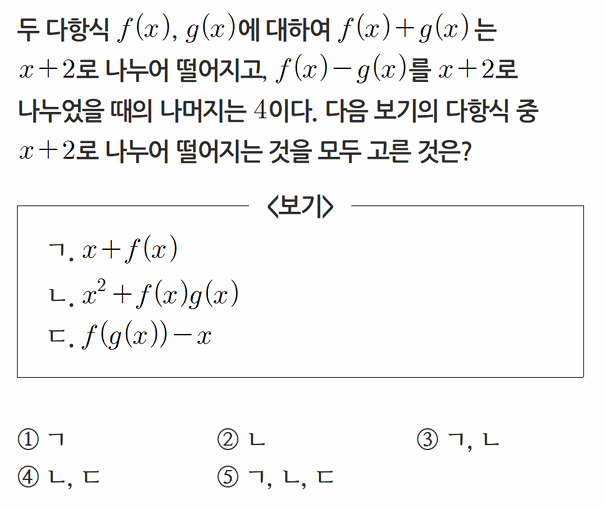 두 다항식 f(x), g(x)에 대하여 f(x)+g(x)는
x+2로 나누어 떨어지고, f(x)−g(x)를 x+2로
나누었을 때의 나머지는 4이다. 다음 보기의 다항식 중
x+2로 나누어 떨어지는 것을 모두 고른 것은?
<보기>
ㄱ. x+f(x)
ㄴ. x²+f(x)g(x)
ㄷ. f(g(x))−x
① ㄱ ② ㄴ ③ ㄱ, ㄴ
④ ㄴ, ㄷ ⑤ ㄱ, ㄴ, ㄷ